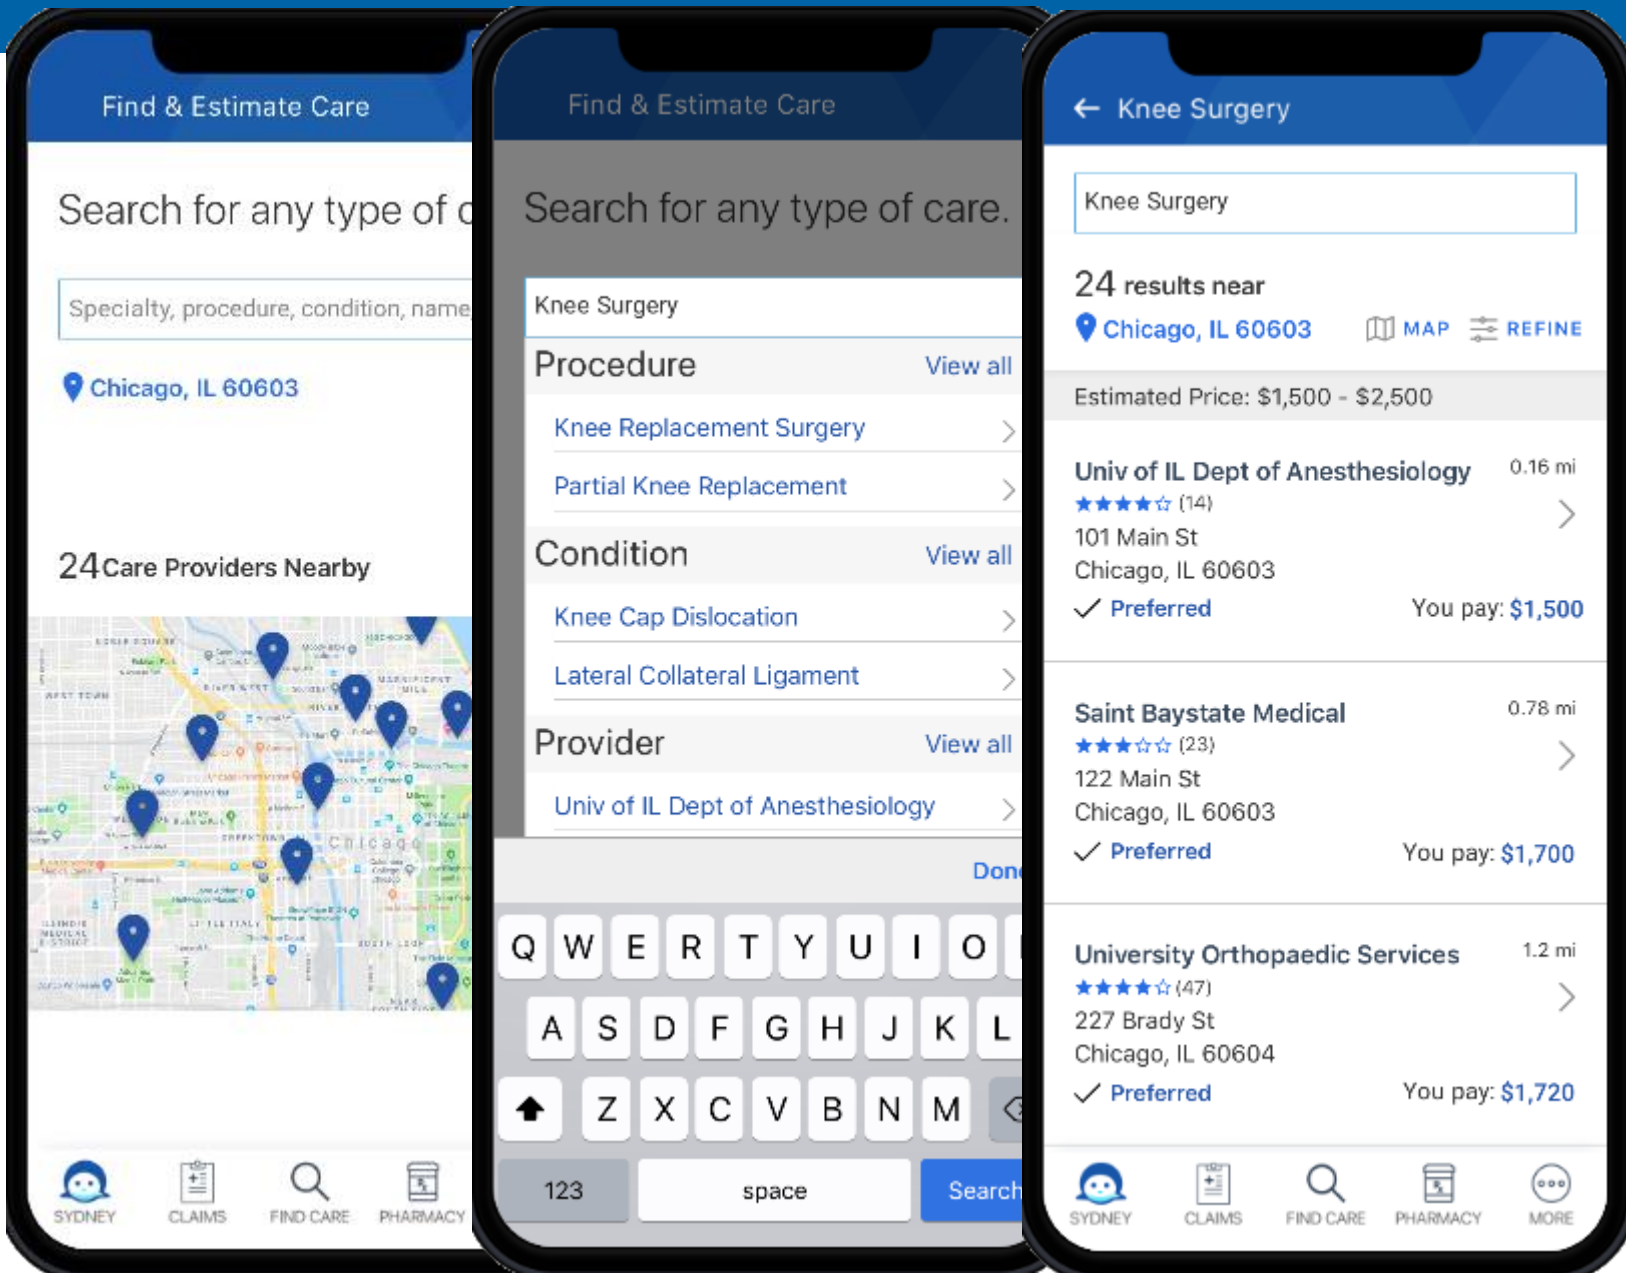 Find & Estimate Care
Search for any type of c
Specialty, procedure, condition, name,
Chicago, IL 60603
24 Care Providers Nearby
WEST TOWN
RIVER WEST
Chicago
LITTLE ITALY
SYDNEY
CLAIMS
FIND CARE
PHARMACY
Find & Estimate Care
Search for any type of care.
Knee Surgery
Procedure View all
Knee Replacement Surgery
Partial Knee Replacement
Condition View all
Knee Cap Dislocation
Lateral Collateral Ligament
Provider View all
Univ of IL Dept of Anesthesiology
Done
Q W E R T Y U I O
A S D F G H J K L
Z X C V B N M
123 space Search
← Knee Surgery
Knee Surgery
24 results near
Chicago, IL 60603 MAP REFINE
Estimated Price: $1,500 - $2,500
Univ of IL Dept of Anesthesiology 0.16 mi
★★★★☆ (14)
101 Main St
Chicago, IL 60603
✓ Preferred You pay: $1,500
Saint Baystate Medical 0.78 mi
★★★☆☆ (23)
122 Main St
Chicago, IL 60603
✓ Preferred You pay: $1,700
University Orthopaedic Services 1.2 mi
★★★★☆ (47)
227 Brady St
Chicago, IL 60604
✓ Preferred You pay: $1,720
SYDNEY CLAIMS FIND CARE PHARMACY MORE